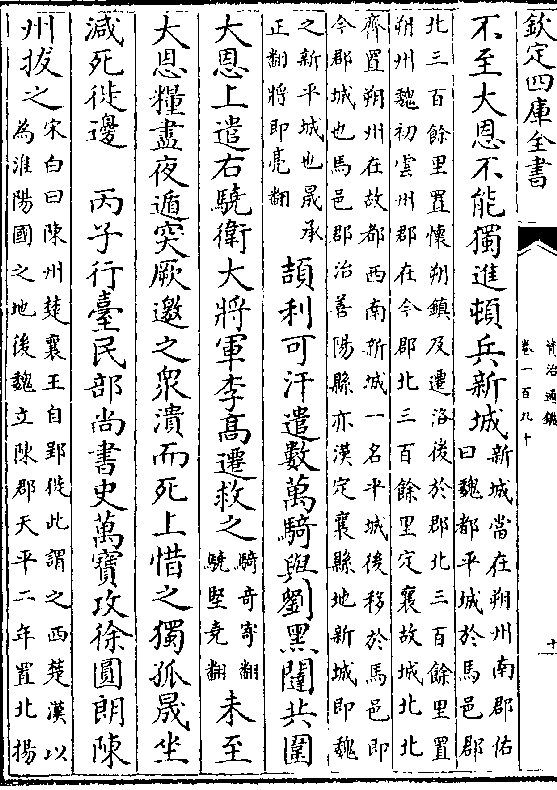 欽定四庫全書
資治通鑑
卷一百九十
十
不至大恩不能獨進頓兵新城
新城當在朔州南郡佑
曰魏都平城於馬邑郡
北三百餘里置懷朔鎮及遷洛後於郡北三百餘里置
朔州魏初雲州郡在今郡北三百餘里定襄故城北北
齊置朔州在故都西南新城一名平城後移於馬邑即
今郡城也馬邑郡治善陽縣亦漢定襄縣地新城即魏
之新平城也晟承
正翻將即亮翻
頡利可汗遣數萬騎與劉黑闥共圍
大恩上遣右驍衛大將軍李高遷救之
騎奇寄翻
驍堅堯翻
未至
大恩糧盡夜遁突厥邀之衆潰而死上惜之獨孤晟坐
減死徙邊 丙子行臺民部尚書史萬寶攻徐圓朗陳
州拔之
宋白曰陳州楚襄王自郢徙此謂之西楚漢以
為淮陽國之地後魏立陳郡天平二年置北揚